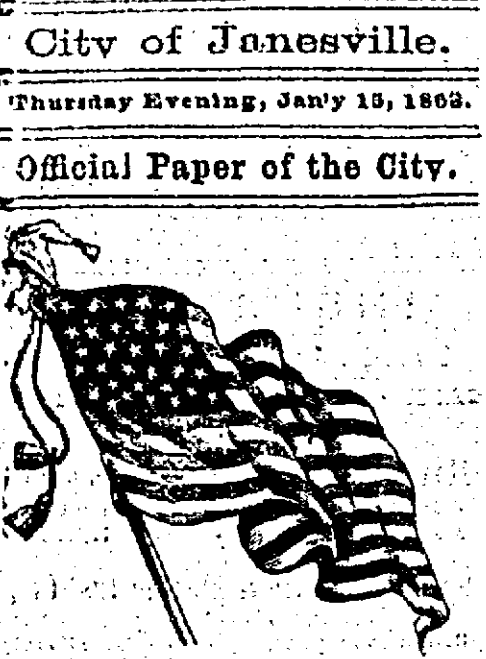 City of Janesville.
Thursday Evening, Jan'y 15, 1863.
Official Paper of the City.